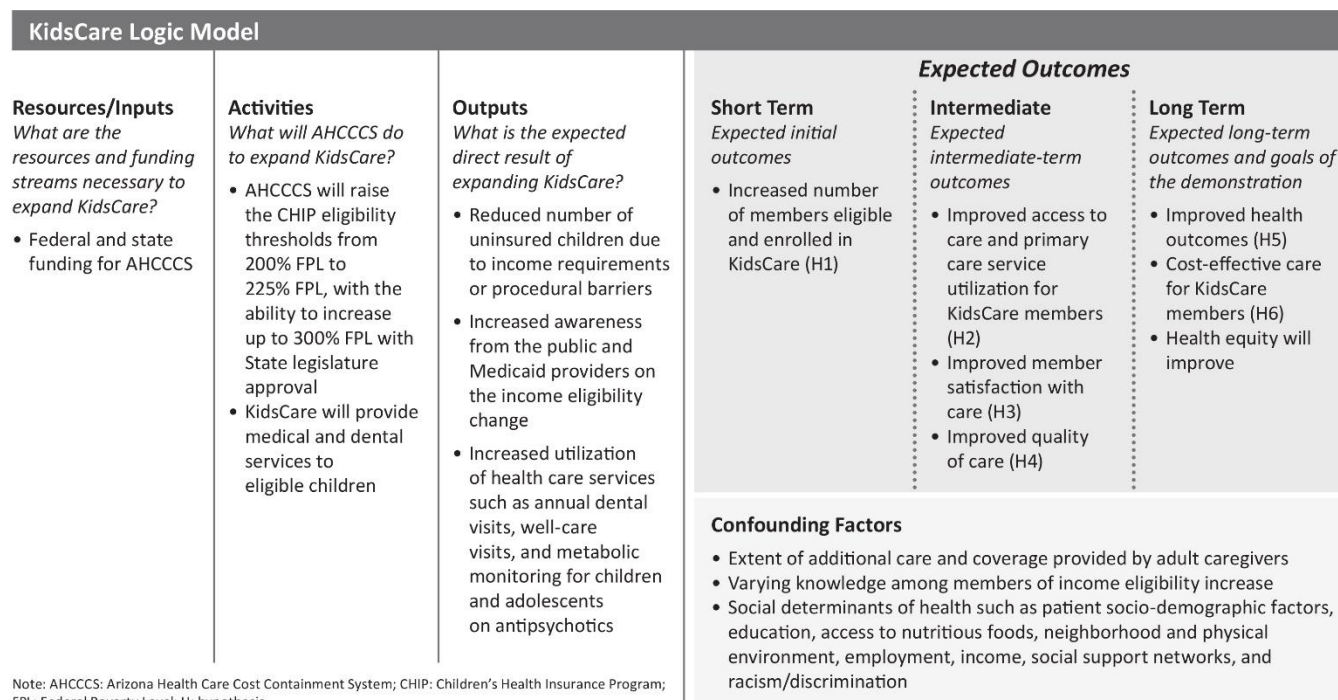 KidsCare Logic Model
Resources/Inputs
What are the
resources and funding
streams necessary to
expand KidsCare?
• Federal and state
funding for AHCCCS
Activities
What will AHCCCS do
to expand KidsCare?
• AHCCCS will raise
the CHIP eligibility
thresholds from
200% FPL to
225% FPL, with the
ability to increase
up to 300% FPL with
State legislature
approval
• KidsCare will provide
medical and dental
services to
eligible children
Outputs
What is the expected
direct result of
expanding KidsCare?
• Reduced number of
uninsured children due
to income requirements
or procedural barriers
• Increased awareness
from the public and
Medicaid providers on
the income eligibility
change
• Increased utilization
of health care services
such as annual dental
visits, well-care
visits, and metabolic
monitoring for children
and adolescents
on antipsychotics
Expected Outcomes
Short Term
Expected initial
outcomes
• Increased number
of members eligible
and enrolled in
KidsCare (H1)
Intermediate
Expected
intermediate-term
outcomes
• Improved access to
care and primary
care service
utilization for
KidsCare members
(H2)
• Improved member
satisfaction with
care (H3)
• Improved quality
of care (H4)
Long Term
Expected long-term
outcomes and goals of
the demonstration
• Improved health
outcomes (H5)
• Cost-effective care
for KidsCare
members (H6)
• Health equity will
improve
Confounding Factors
• Extent of additional care and coverage provided by adult caregivers
• Varying knowledge among members of income eligibility increase
• Social determinants of health such as patient socio-demographic factors,
education, access to nutritious foods, neighborhood and physical
environment, employment, income, social support networks, and
racism/discrimination
Note: AHCCCS: Arizona Health Care Cost Containment System; CHIP: Children's Health Insurance Program;
FPL: Federal Poverty Level; H: hypothesis